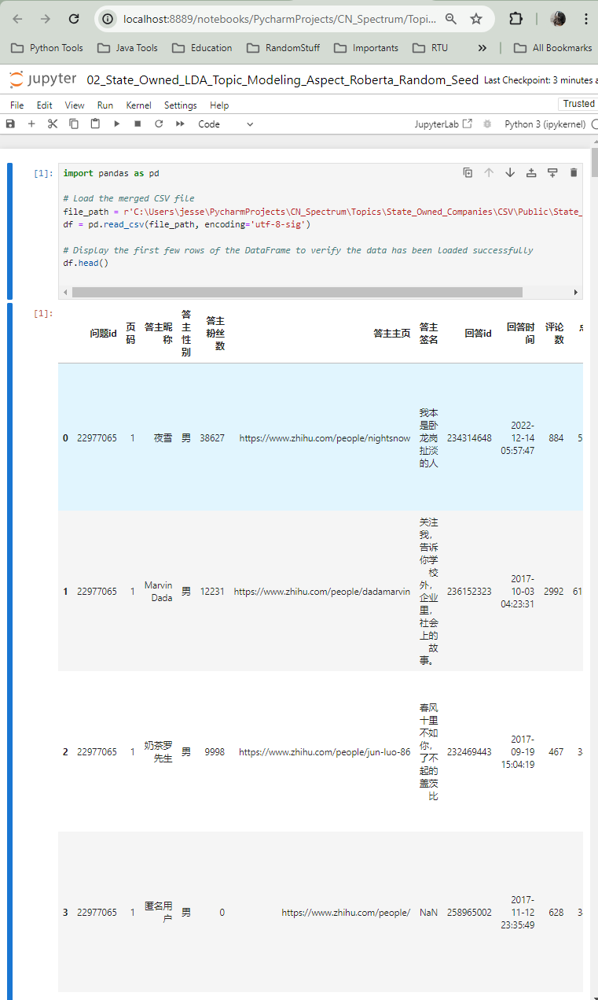 localhost:8889/notebooks/PycharmProjects/CN_Spectrum/Topi...
Python Tools Java Tools Education RandomStuff Importants RTU » All Bookmarks
jupyter 02_State_Owned_LDA_Topic_Modeling_Aspect_Roberta_Random_Seed Last Checkpoint: 3 minutes a
File Edit View Run Kernel Settings Help Trusted
Code JupyterLab Python 3 (ipykernel)
[1]: import pandas as pd
# Load the merged CSV file
file_path = r'C:\Users\jesse\PycharmProjects\CN_Spectrum\Topics\State_Owned_Companies\CSV\Public\State_
df = pd.read_csv(file_path, encoding='utf-8-sig')
# Display the first few rows of the DataFrame to verify the data has been loaded successfully
df.head()
[1]:
问题id 页码 答主昵称 答主性别 答主粉丝数 答主主页 答主签名 回答id 回答时间 评论数
0 22977065 1 夜雪 男 38627 https://www.zhihu.com/people/nightsnow 我本是卧龙岗扯淡的人 234314648 2022-12-14 05:57:47 884 5
1 22977065 1 Marvin Dada 男 12231 https://www.zhihu.com/people/dadamarvin 关注我，告诉你学校外，企业里，社会上的故事。 236152323 2017-10-03 04:23:31 2992 61
2 22977065 1 奶茶罗先生 男 9998 https://www.zhihu.com/people/jun-luo-86 春风十里不如你，了不起的盖茨比 232469443 2017-09-19 15:04:19 467 3
3 22977065 1 匿名用户 男 0 https://www.zhihu.com/people/ NaN 258965002 2017-11-12 23:35:49 628 3